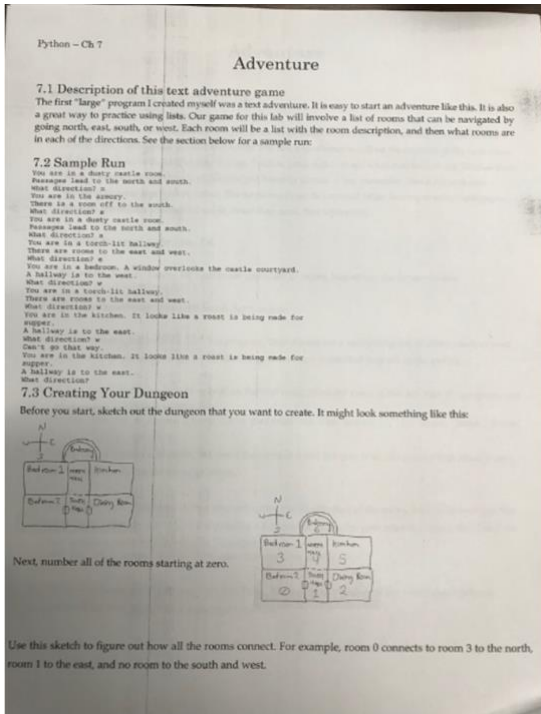 Python – Ch 7
Adventure
7.1 Description of this text adventure game
The first "large" program I created myself was a text adventure. It is easy to start an adventure like this. It is also
a great way to practice using lists. Our game for this lab will involve a list of rooms that can be navigated by
going north, east, south, or west. Each room will be a list with the room description, and then what rooms are
in each of the directions. See the section below for a sample run:
7.2 Sample Run
You are in a dusty castle room.
Passages lead to the north and south.
What direction? n
You are in the armory.
There is a room off to the south.
What direction? s
You are in a dusty castle room.
Passages lead to the north and south.
What direction? s
You are in a torch-lit hallway.
There are rooms to the east and west.
What direction? e
You are in a bedroom. A window overlooks the castle courtyard.
A hallway is to the west.
What direction? w
You are in a torch-lit hallway.
There are rooms to the east and west.
What direction? w
You are in the kitchen. It looks like a roast is being made for
supper.
A hallway is to the east.
What direction? w
Can't go that way.
You are in the kitchen. It looks like a roast is being made for
supper.
A hallway is to the east.
What direction?
7.3 Creating Your Dungeon
Before you start, sketch out the dungeon that you want to create. It might look something like this:
N
Balcony
Bedroom 1 Kitchen
Bedroom 2 Dining Room
N
Balcony
6
Bedroom 1 Kitchen
3 4 5
Bedroom 2 Dining Room
0 1 2
Next, number all of the rooms starting at zero.
Use this sketch to figure out how all the rooms connect. For example, room 0 connects to room 3 to the north,
room 1 to the east, and no room to the south and west.